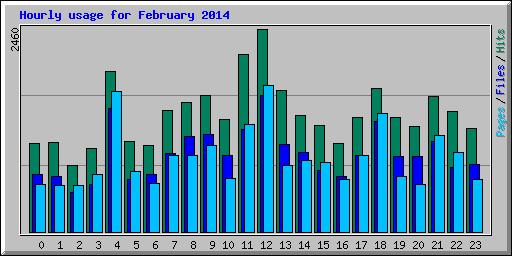 Hourly usage for February 2014
2460
Pages / Files / Hits
0 1 2 3 4 5 6 7 8 9 10 11 12 13 14 15 16 17 18 19 20 21 22 23